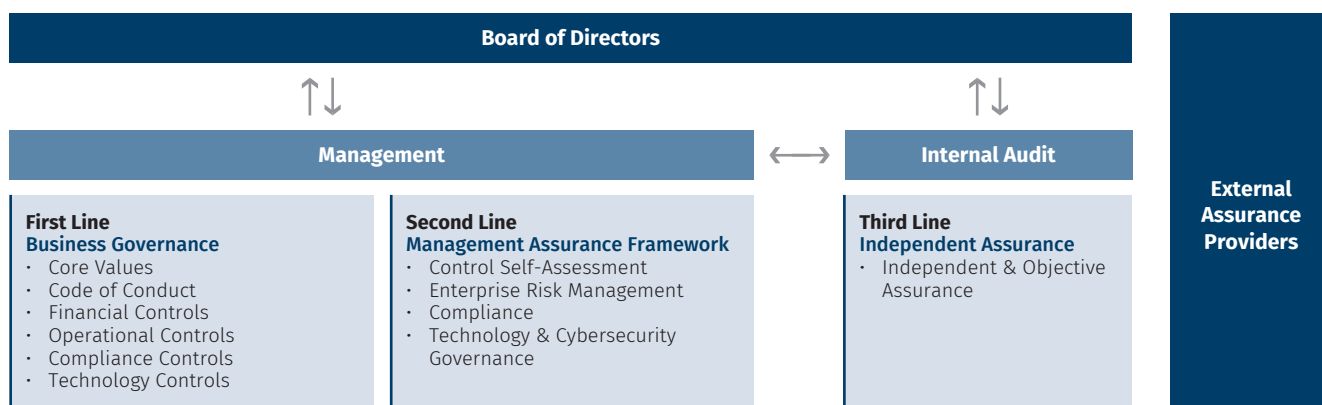 Board of Directors
Management
Internal Audit
First Line
Business Governance
· Core Values
· Code of Conduct
· Financial Controls
· Operational Controls
· Compliance Controls
· Technology Controls
Second Line
Management Assurance Framework
· Control Self-Assessment
· Enterprise Risk Management
· Compliance
· Technology & Cybersecurity
Governance
Third Line
Independent Assurance
· Independent & Objective
Assurance
External
Assurance
Providers